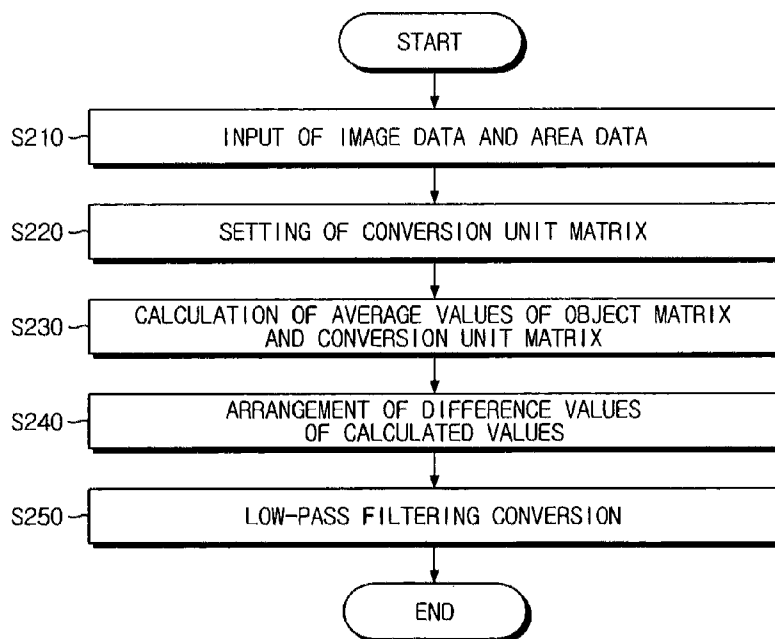 START
S210 INPUT OF IMAGE DATA AND AREA DATA
S220 SETTING OF CONVERSION UNIT MATRIX
S230 CALCULATION OF AVERAGE VALUES OF OBJECT MATRIX
AND CONVERSION UNIT MATRIX
S240 ARRANGEMENT OF DIFFERENCE VALUES
OF CALCULATED VALUES
S250 LOW-PASS FILTERING CONVERSION
END